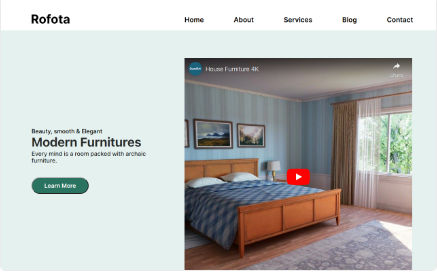 Rofota
Home About Services Blog Contact
House Furniture 4K
Share
Beauty, smooth & Elegant
Modern Furnitures
Every mind is a room packed with archaic
furniture.
Learn More